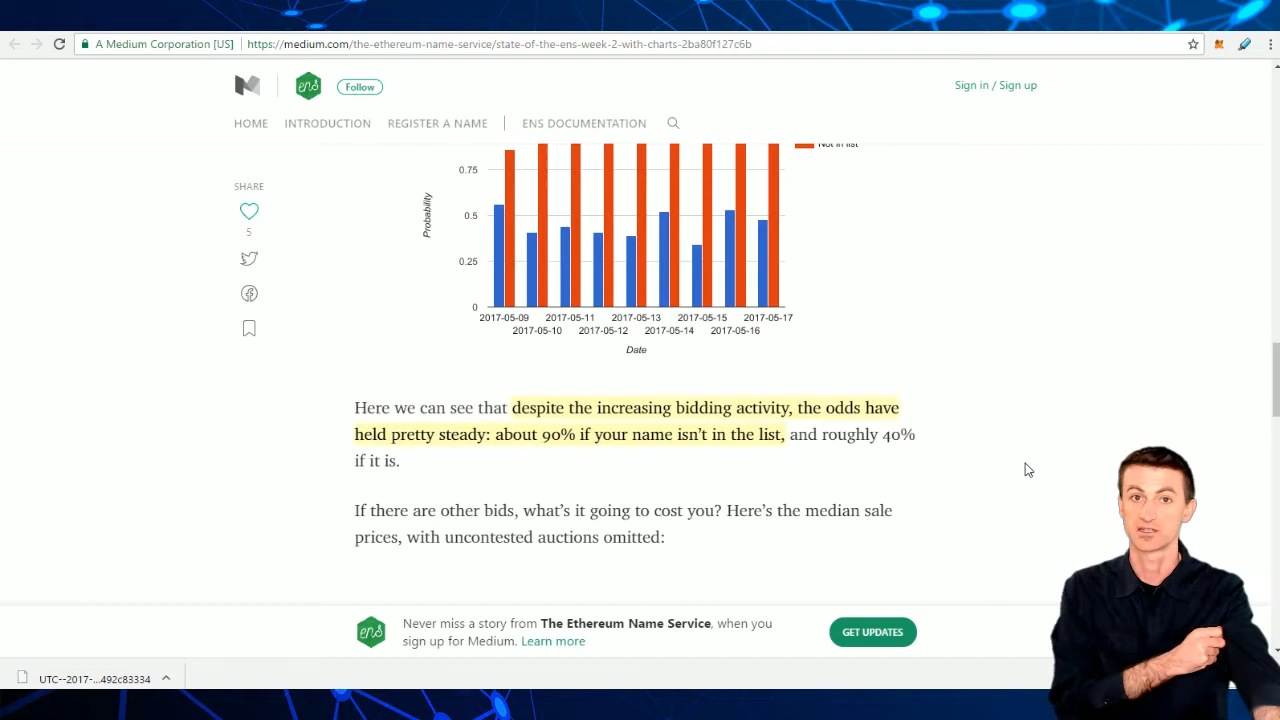 A Medium Corporation [US]
https://medium.com/the-ethereum-name-service/state-of-the-ens-week-2-with-charts-2ba80f127c6b
ens
Follow
Sign in / Sign up
HOME
INTRODUCTION
REGISTER A NAME
ENS DOCUMENTATION
Not in list
SHARE
5
Probability
0.75
0.5
0.25
0
2017-05-09 2017-05-11 2017-05-13 2017-05-15 2017-05-17
2017-05-10 2017-05-12 2017-05-14 2017-05-16
Date
Here we can see that despite the increasing bidding activity, the odds have
held pretty steady: about 90% if your name isn’t in the list, and roughly 40%
if it is.
If there are other bids, what’s it going to cost you? Here’s the median sale
prices, with uncontested auctions omitted:
ens
Never miss a story from The Ethereum Name Service, when you
sign up for Medium. Learn more
GET UPDATES
UTC--2017-...492c83334